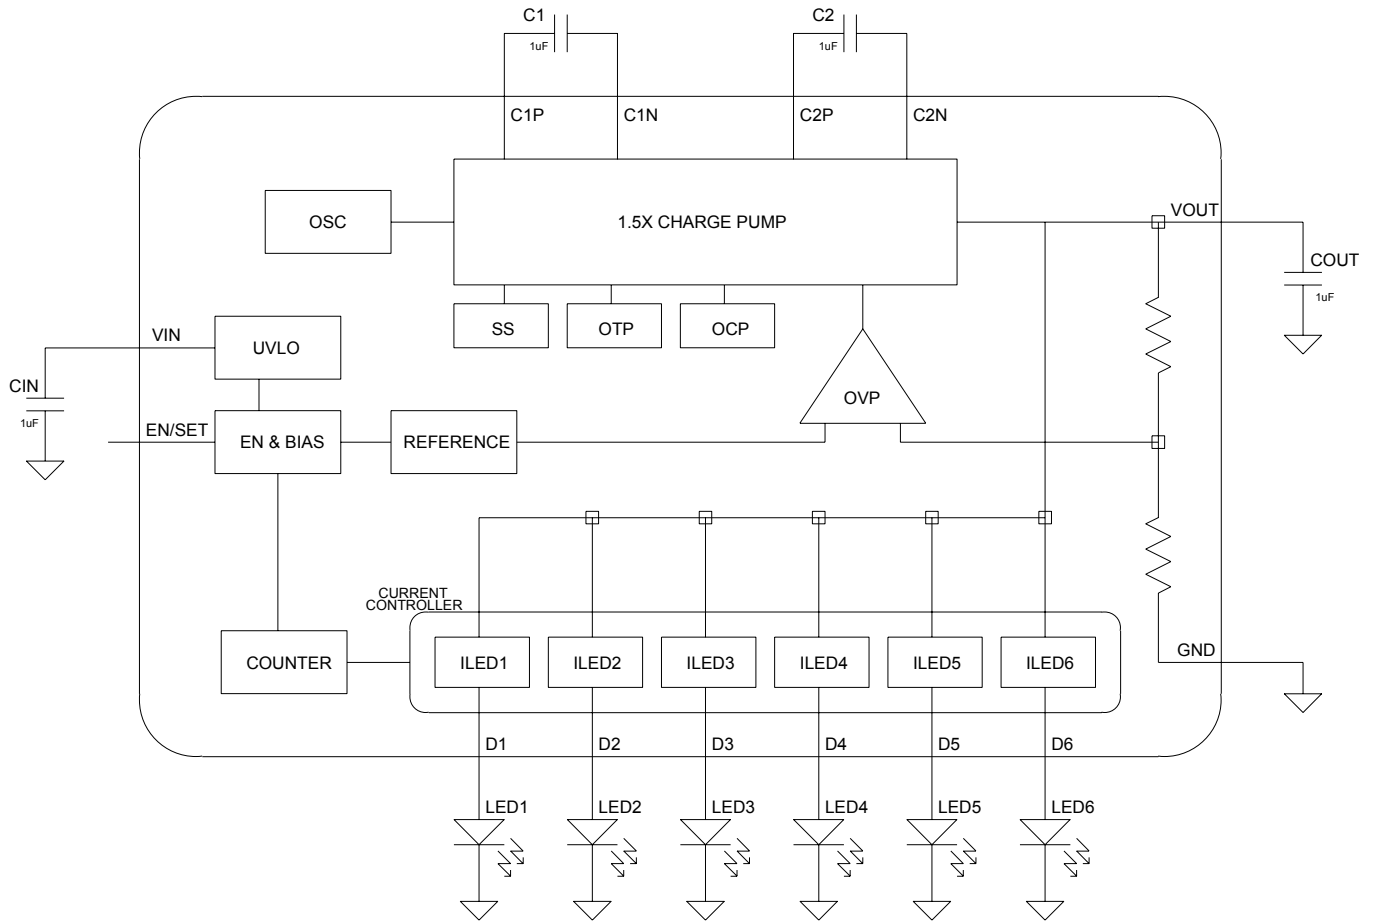 C1
1uF
C2
1uF
C1P
C1N
C2P
C2N
OSC
1.5X CHARGE PUMP
VOUT
COUT
1uF
SS
OTP
OCP
VIN
UVLO
CIN
1uF
OVP
EN/SET
EN & BIAS
REFERENCE
CURRENT
CONTROLLER
COUNTER
ILED1
ILED2
ILED3
ILED4
ILED5
ILED6
GND
D1
D2
D3
D4
D5
D6
LED1
LED2
LED3
LED4
LED5
LED6